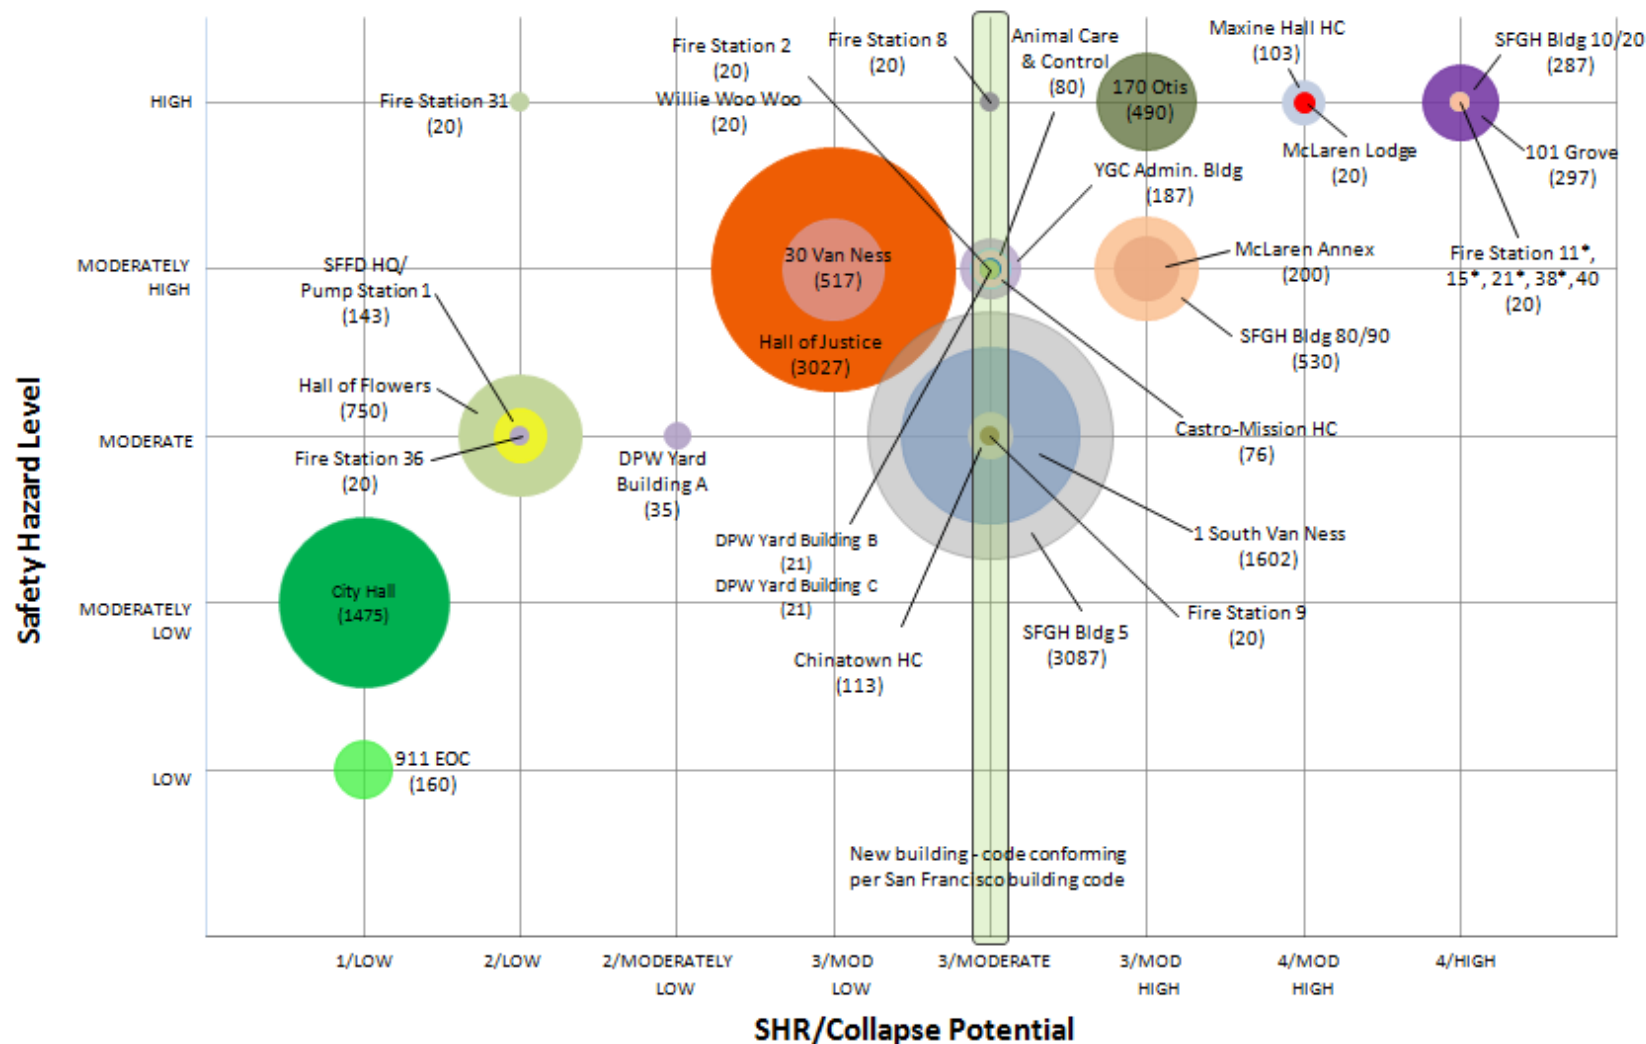 Fire Station 2
(20)
Willie Woo Woo
(20)
Fire Station 8
(20)
Animal Care
& Control
(80)
Maxine Hall HC
(103)
SFGH Bldg 10/20
(287)
HIGH
Fire Station 31
(20)
170 Otis
(490)
McLaren Lodge
(20)
101 Grove
(297)
YGC Admin. Bldg
(187)
MODERATELY
HIGH
SFFD HQ/
Pump Station 1
(143)
30 Van Ness
(517)
McLaren Annex
(200)
Fire Station 11*,
15*, 21*, 38*,40
(20)
Hall of Justice
(3027)
SFGH Bldg 80/90
(530)
Hall of Flowers
(750)
MODERATE
Fire Station 36
(20)
DPW Yard
Building A
(35)
Castro-Mission HC
(76)
DPW Yard Building B
(21)
DPW Yard Building C
(21)
1 South Van Ness
(1602)
MODERATELY
LOW
City Hall
(1475)
Chinatown HC
(113)
SFGH Bldg 5
(3087)
Fire Station 9
(20)
LOW
911 EOC
(160)
New building - code conforming
per San Francisco building code
Safety Hazard Level
1/LOW
2/LOW
2/MODERATELY
LOW
3/MOD
LOW
3/MODERATE
3/MOD
HIGH
4/MOD
HIGH
4/HIGH
SHR/Collapse Potential